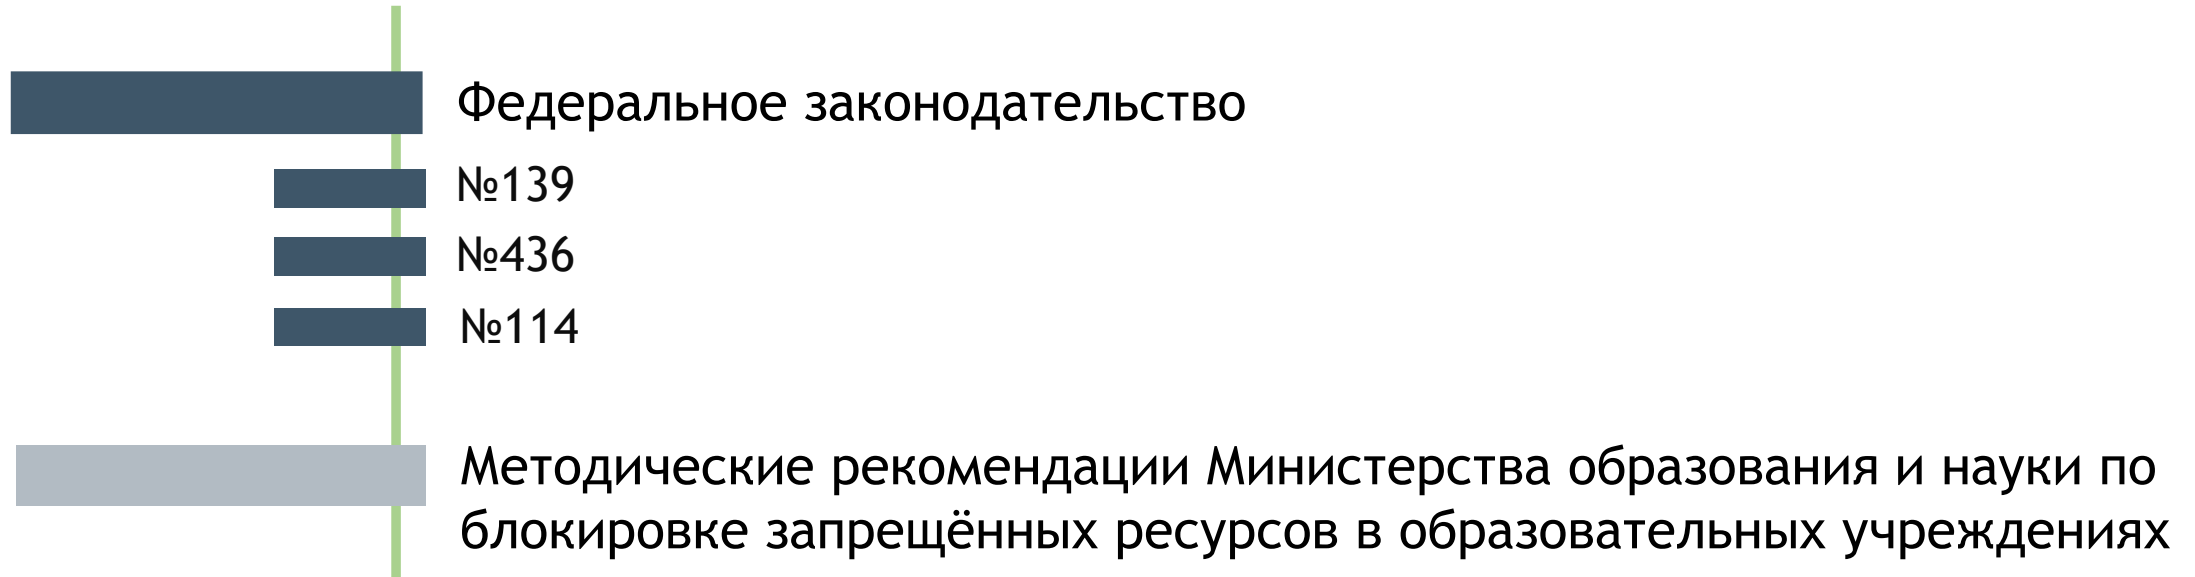 Федеральное законодательство
№139
№436
№114
Методические рекомендации Министерства образования и науки по
блокировке запрещённых ресурсов в образовательных учреждениях